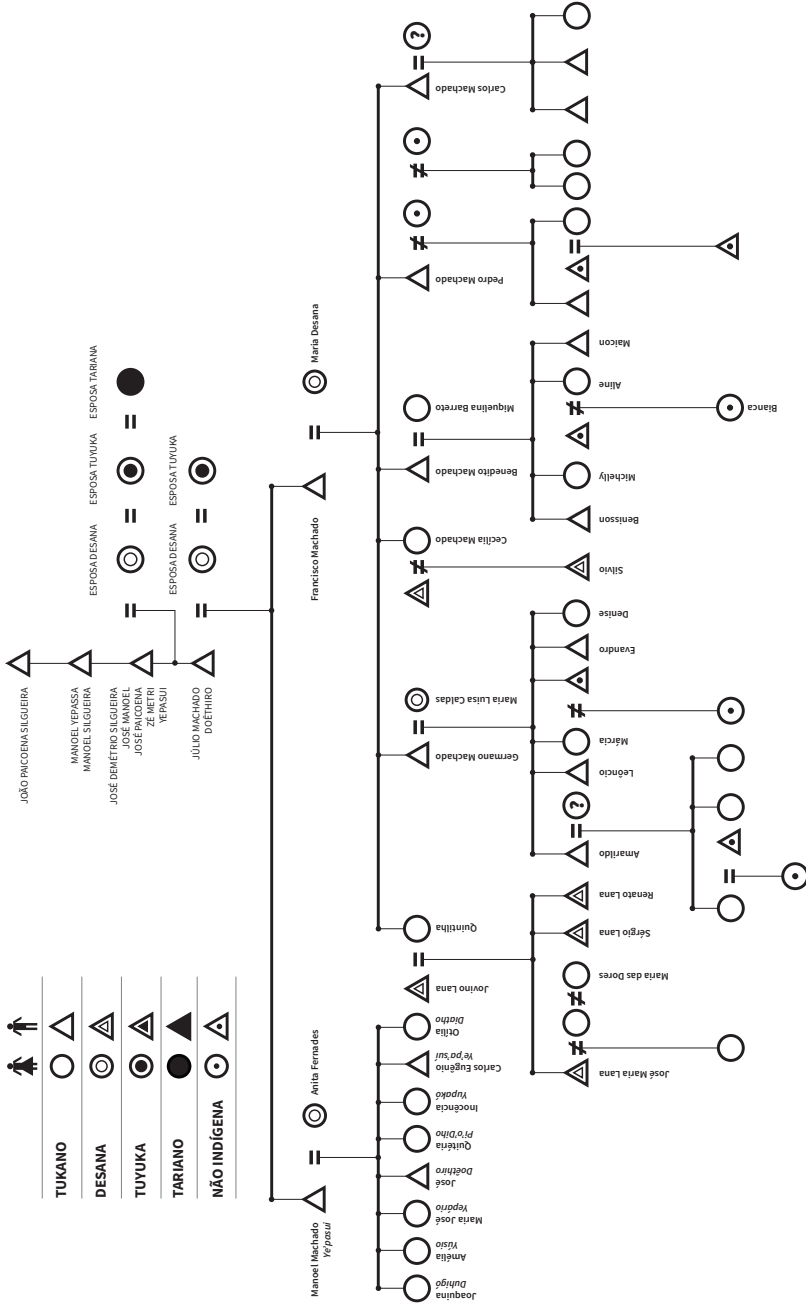 JOÃO PAICOENA SILGUEIRA
MANOEL YEPASSA
MANOEL SILGUEIRA
JOSÉ DEMÉTRIO SILGUEIRA
JOSÉ MANOEL
JOSÉ PAICOENA
ZÉ METRI
YEPASUI
JÚLIO MACHADO
DOÊTHIRO
ESPOSA DESANA
ESPOSA TUYUKA
ESPOSA TARIANA
ESPOSA DESANA
ESPOSA TUYUKA
TUKANO
DESANA
TUYUKA
TARIANO
NÃO INDÍGENA
Manoel Machado
Ye'pasuí
Anita Fernades
Francisco Machado
Maria Desana
Joaquina
Duhigó
Amélia
Yúsio
Maria José
Yepário
José
Doêthiro
Quitéria
Pi'o'Diho
Inocência
Yupakó
Carlos Eugênio
Ye'pa'suí
Otília
Diatho
Jovino Lana
Quintilha
Germano Machado
Maria Luisa Caldas
Cecília Machado
Benedito Machado
Miquelina Barreto
Pedro Machado
Carlos Machado
?
José Maria Lana
Maria das Dores
Sérgio Lana
Renato Lana
Amarildo
?
Leôncio
Márcia
Evandro
Denise
Silvio
Benisson
Michelly
Aline
Maicon
Bianca